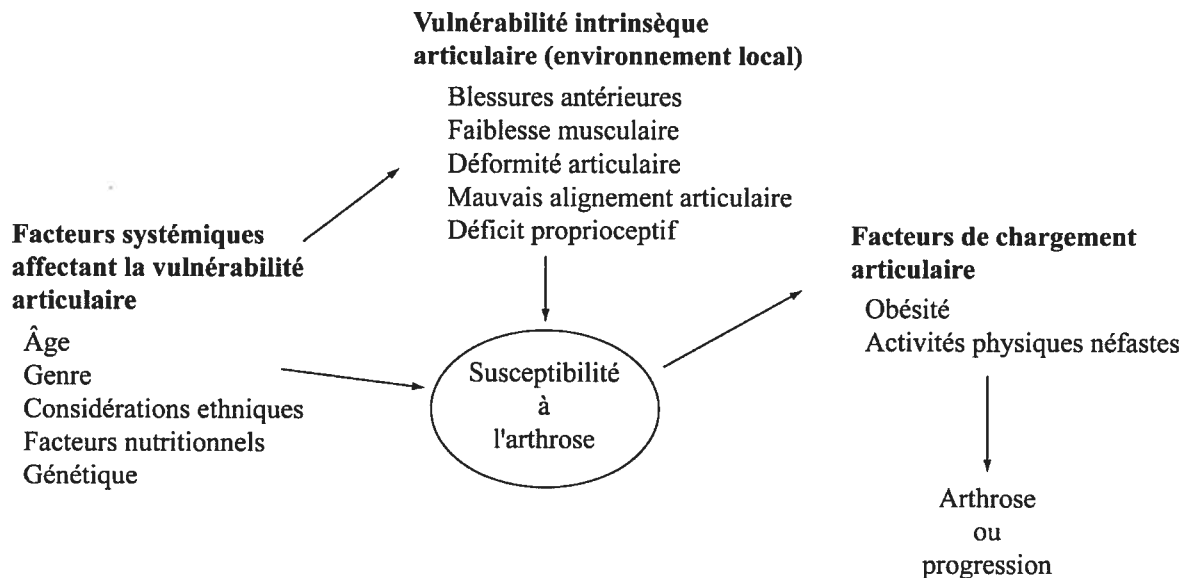 Vulnérabilité intrinsèque
articulaire (environnement local)
Blessures antérieures
Faiblesse musculaire
Déformité articulaire
Mauvais alignement articulaire
Déficit proprioceptif
Facteurs systémiques
affectant la vulnérabilité
articulaire
Âge
Genre
Considérations ethniques
Facteurs nutritionnels
Génétique
Susceptibilité
à
l'arthrose
Facteurs de chargement
articulaire
Obésité
Activités physiques néfastes
Arthrose
ou
progression